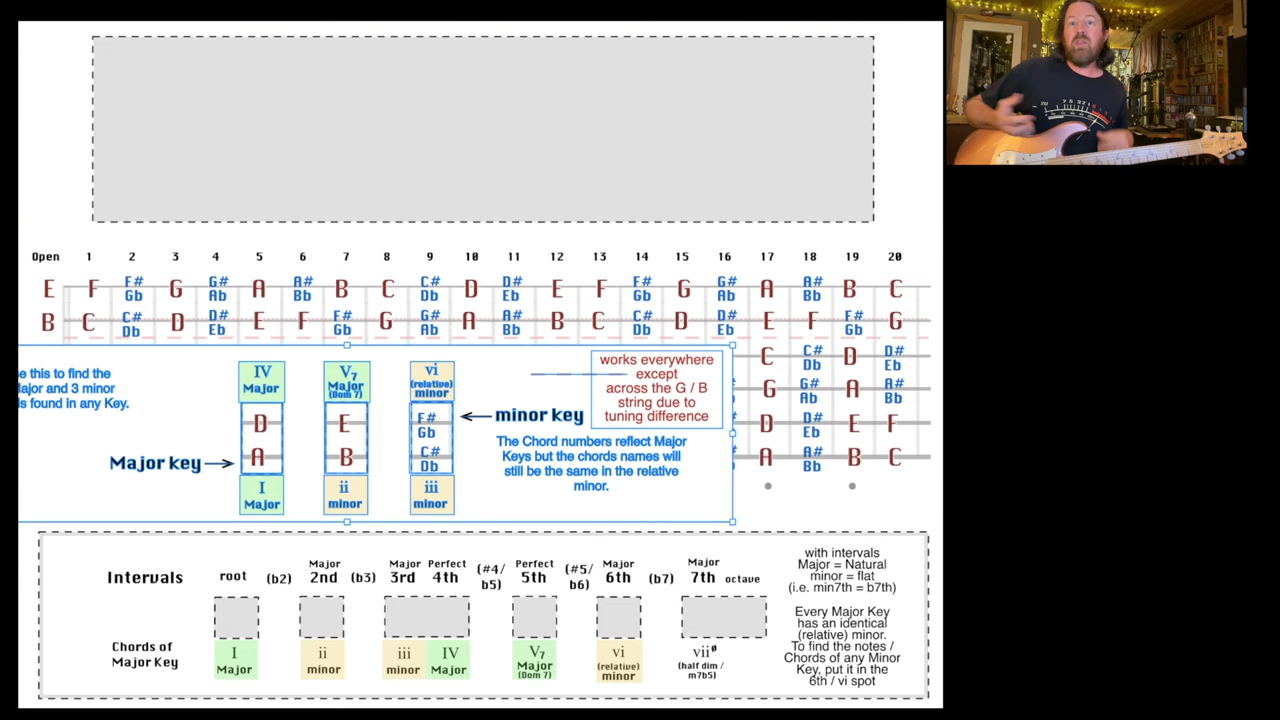 Open 1 2 3 4 5 6 7 8 9 10 11 12 13 14 15 16 17 18 19 20
E F F# Gb G G# Ab A A# Bb B C C# Db D D# Eb E F F# Gb G G# Ab A A# Bb B C
B C C# Db D D# Eb E F F# Gb G G# Ab A A# Bb B C C# Db D D# Eb E F F# Gb G
C C# Db D D# Eb
G G# Ab A A# Bb
D D# Eb E F
A A# Bb B C
e this to find the
ajor and 3 minor
s found in any Key.
IV Major
V7 Major (Dom 7)
vi (relative) minor
D E F# Gb
A B C# Db
I Major
ii minor
iii minor
Major key
minor key
works everywhere
except
across the G / B
string due to
tuning difference
The Chord numbers reflect Major
Keys but the chords names will
still be the same in the relative
minor.
Intervals root (b2) Major 2nd (b3) Major 3rd Perfect 4th (#4/ b5) Perfect 5th (#5/ b6) Major 6th (b7) Major 7th octave
Chords of
Major Key
I Major
ii minor
iii minor
IV Major
V7 Major (Dom 7)
vi (relative) minor
viiø (half dim / m7b5)
with intervals
Major = Natural
minor = flat
(i.e. min7th = b7th)
Every Major Key
has an identical
(relative) minor.
To find the notes /
Chords of any Minor
Key, put it in the
6th / vi spot